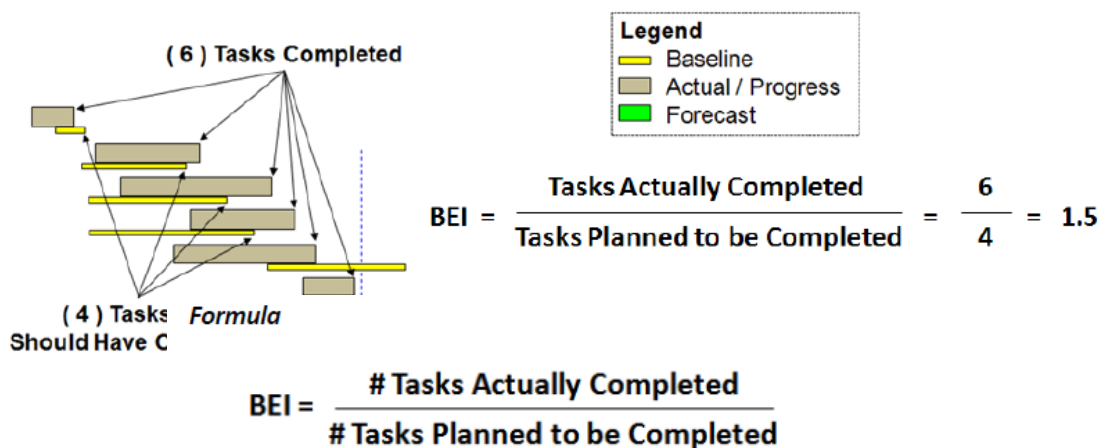 ( 6 ) Tasks Completed
Legend
Baseline
Actual / Progress
Forecast
BEI = Tasks Actually Completed / Tasks Planned to be Completed = 6 / 4 = 1.5
( 4 ) Tasks
Should Have
Formula
BEI = # Tasks Actually Completed / # Tasks Planned to be Completed